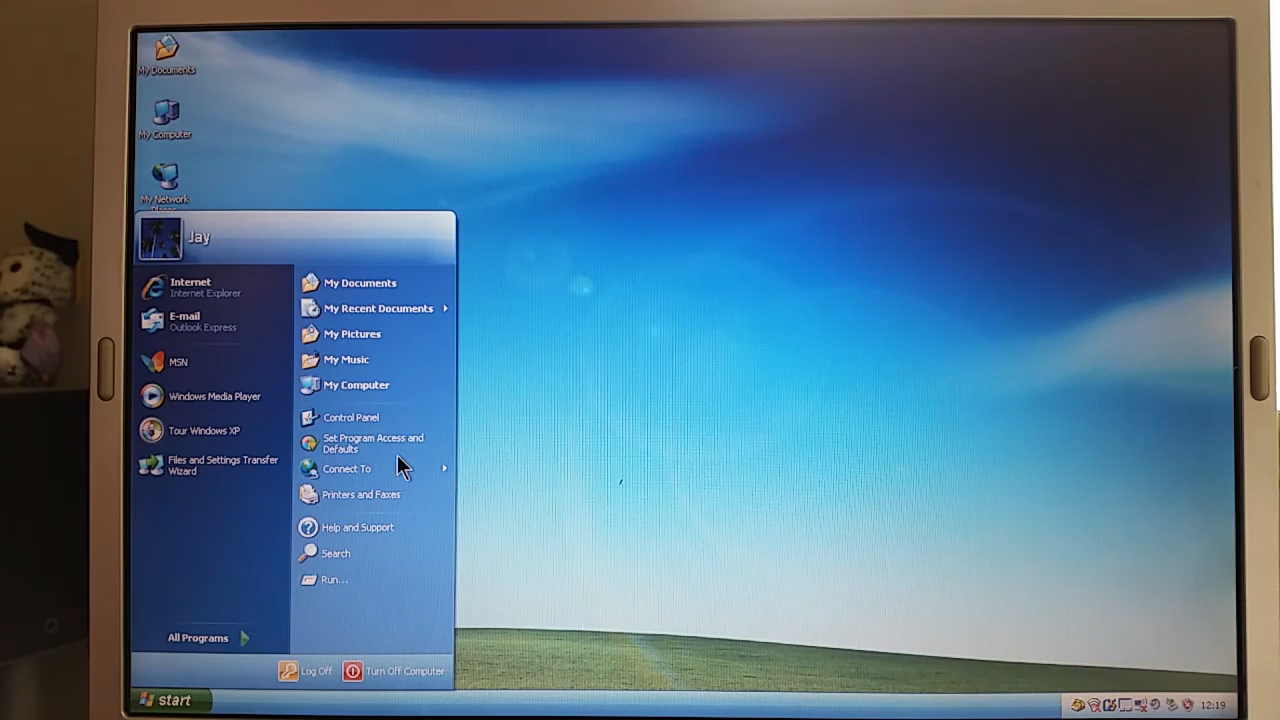 My Documents
My Computer
My Network
Places
Jay
Internet
Internet Explorer
E-mail
Outlook Express
MSN
Windows Media Player
Tour Windows XP
Files and Settings Transfer
Wizard
All Programs
My Documents
My Recent Documents
My Pictures
My Music
My Computer
Control Panel
Set Program Access and
Defaults
Connect To
Printers and Faxes
Help and Support
Search
Run...
Log Off
Turn Off Computer
start
12:19